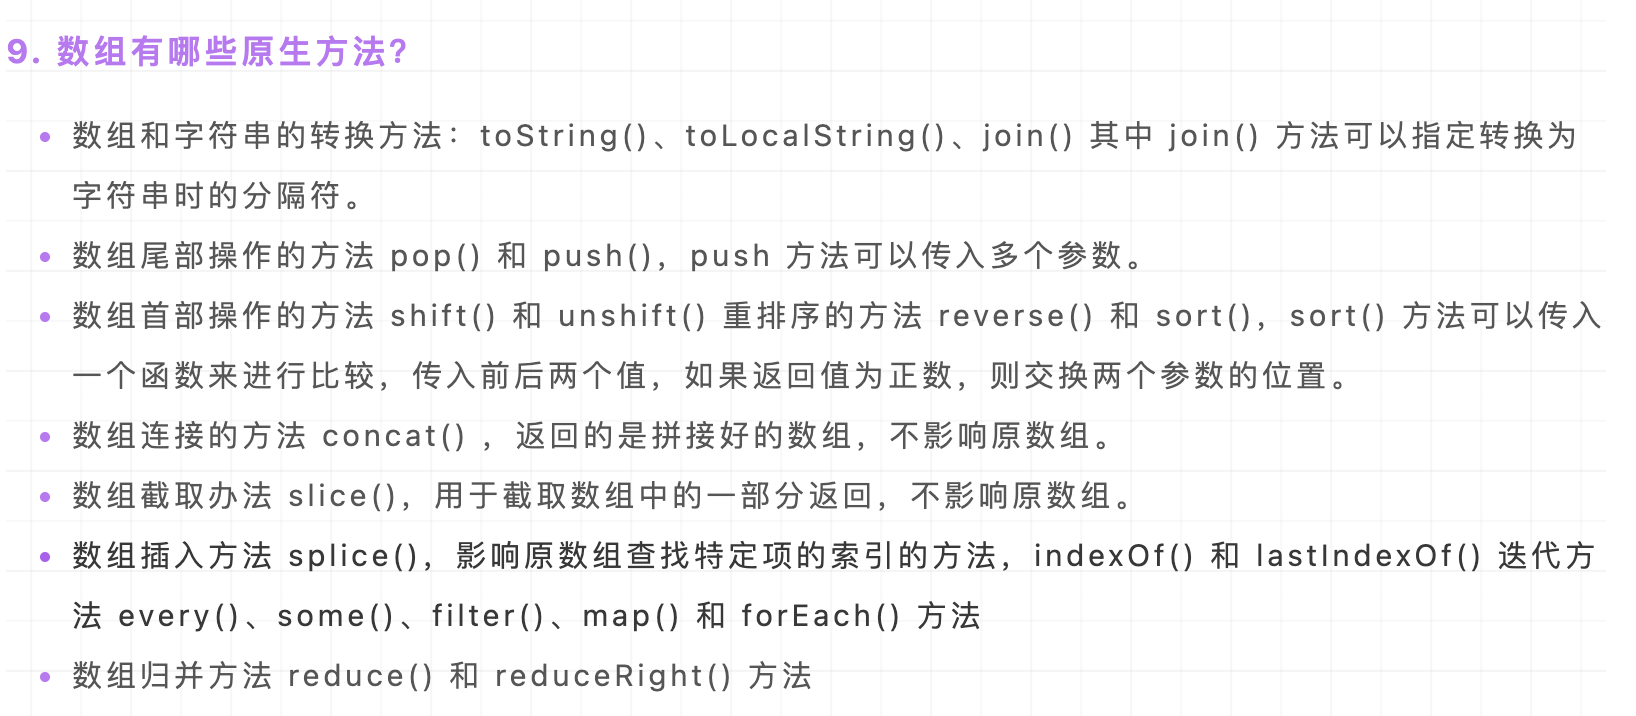 9. 数组有哪些原生方法?
数组和字符串的转换方法：toString()、toLocalString()、join() 其中 join() 方法可以指定转换为
字符串时的分隔符。
数组尾部操作的方法 pop() 和 push()，push 方法可以传入多个参数。
数组首部操作的方法 shift() 和 unshift() 重排序的方法 reverse() 和 sort()，sort() 方法可以传入
一个函数来进行比较，传入前后两个值，如果返回值为正数，则交换两个参数的位置。
数组连接的方法 concat() ，返回的是拼接好的数组，不影响原数组。
数组截取办法 slice()，用于截取数组中的一部分返回，不影响原数组。
数组插入方法 splice()，影响原数组查找特定项的索引的方法，indexOf() 和 lastIndexOf() 迭代方
法 every()、some()、filter()、map() 和 forEach() 方法
数组归并方法 reduce() 和 reduceRight() 方法